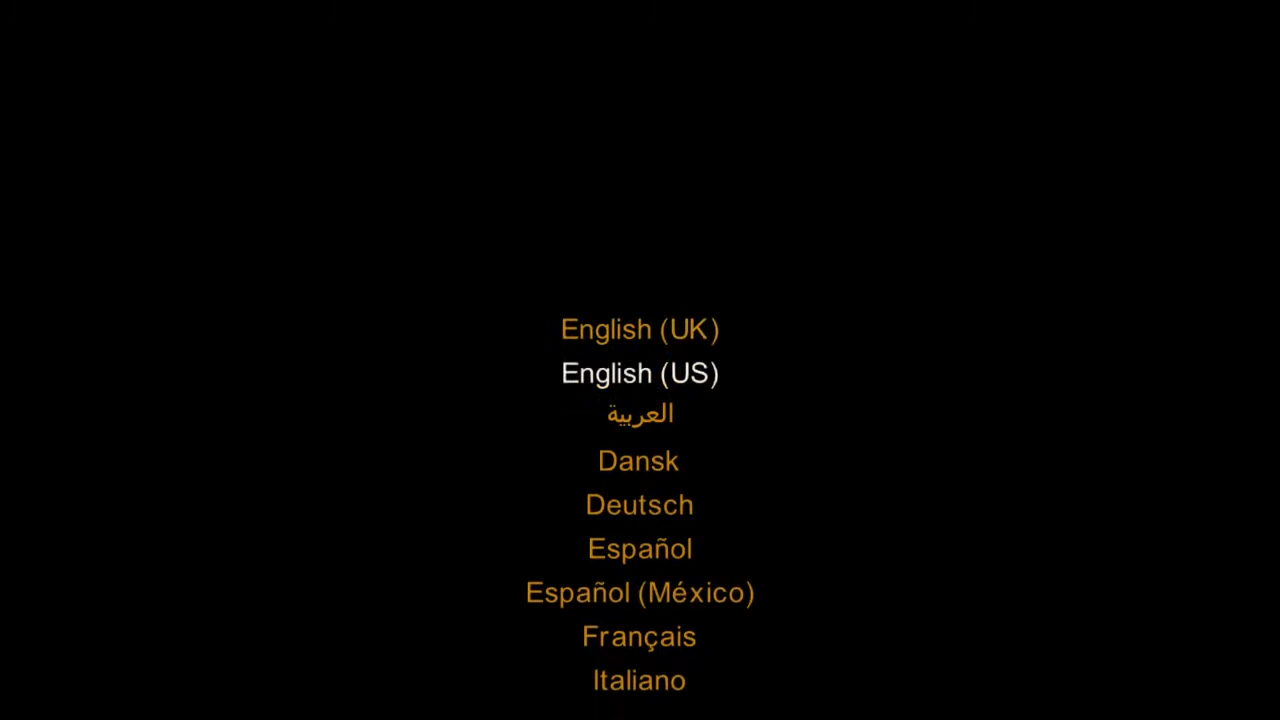 English (UK)
English (US)
العربية
Dansk
Deutsch
Español
Español (México)
Français
Italiano